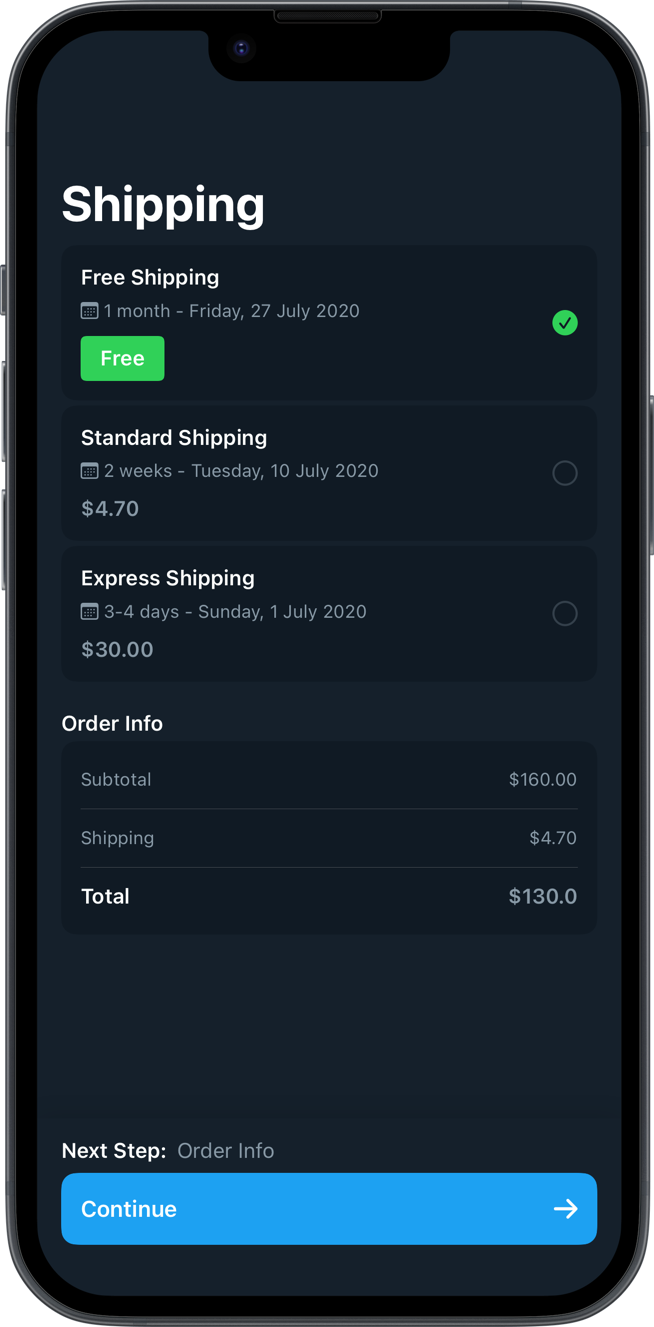 Shipping
Free Shipping
1 month - Friday, 27 July 2020
Free
Standard Shipping
2 weeks - Tuesday, 10 July 2020
$4.70
Express Shipping
3-4 days - Sunday, 1 July 2020
$30.00
Order Info
Subtotal $160.00
Shipping $4.70
Total $130.0
Next Step: Order Info
Continue